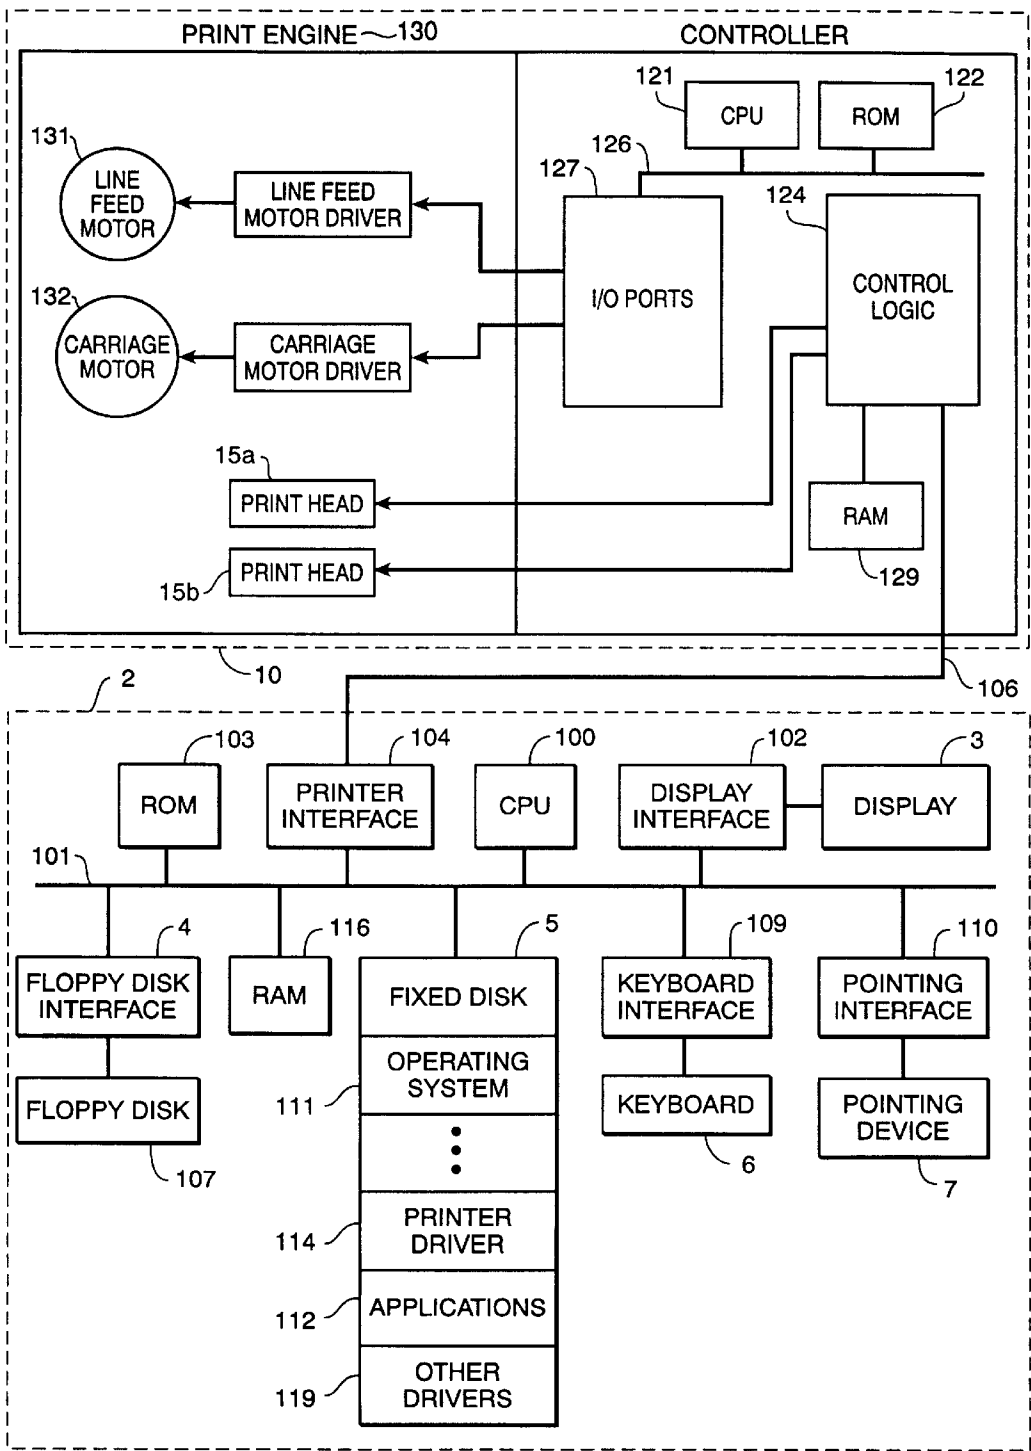 PRINT ENGINE 130
CONTROLLER
121
CPU
ROM
122
126
127
131
LINE
FEED
MOTOR
LINE FEED
MOTOR DRIVER
I/O PORTS
124
CONTROL
LOGIC
132
CARRIAGE
MOTOR
CARRIAGE
MOTOR DRIVER
15a
PRINT HEAD
RAM
129
15b
PRINT HEAD
10
106
2
103
ROM
104
PRINTER
INTERFACE
100
CPU
102
DISPLAY
INTERFACE
3
DISPLAY
101
4
FLOPPY DISK
INTERFACE
116
RAM
5
FIXED DISK
109
KEYBOARD
INTERFACE
110
POINTING
INTERFACE
FLOPPY DISK
107
111
OPERATING
SYSTEM
KEYBOARD
6
POINTING
DEVICE
7
114
PRINTER
DRIVER
112
APPLICATIONS
119
OTHER
DRIVERS